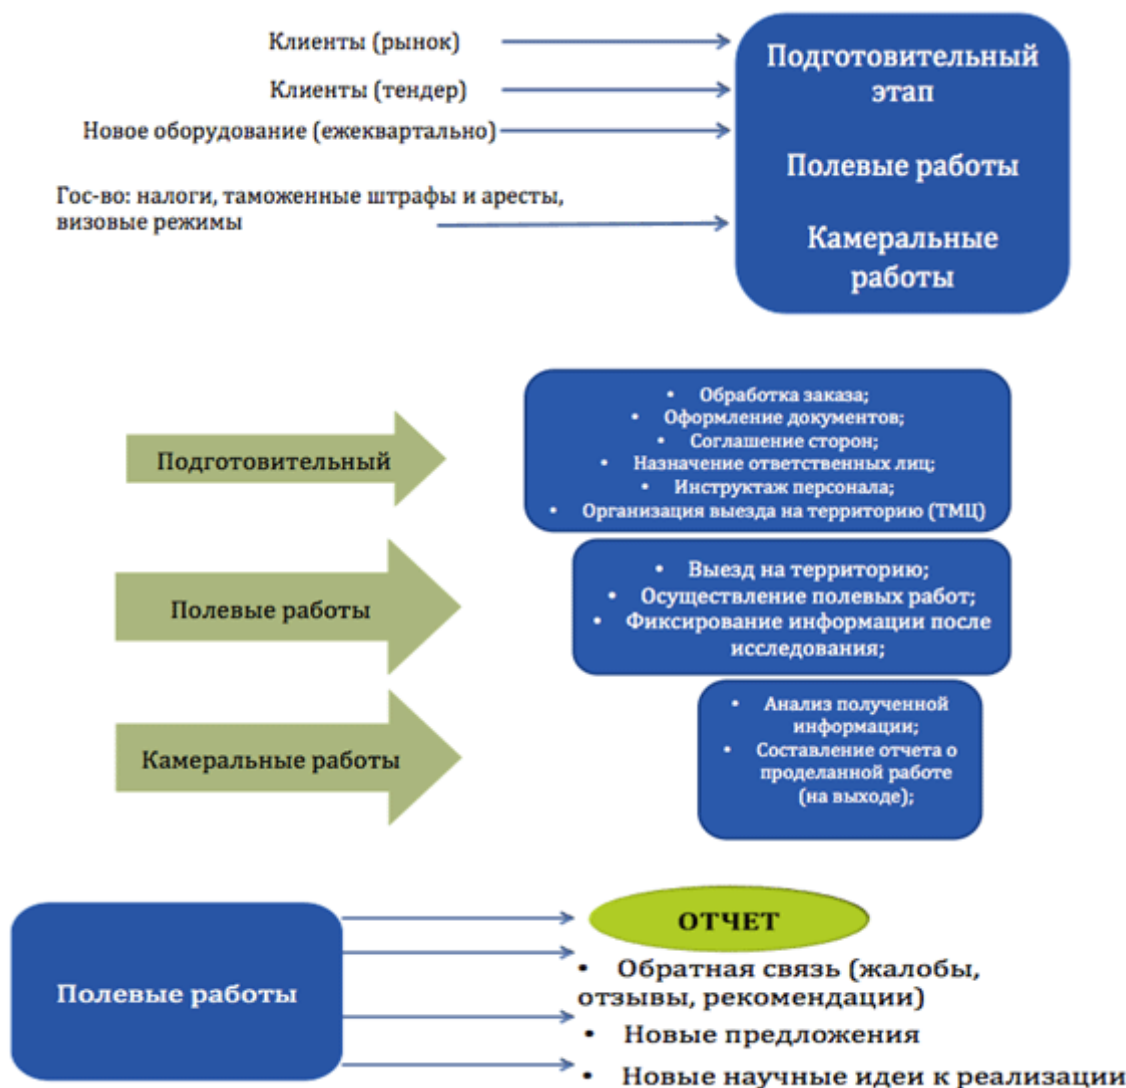 Клиенты (рынок)
Клиенты (тендер)
Новое оборудование (ежеквартально)
Гос-во: налоги, таможенные штрафы и аресты,
визовые режимы
Подготовительный
этап
Полевые работы
Камеральные
работы
Подготовительный
• Обработка заказа;
• Оформление документов;
• Соглашение сторон;
• Назначение ответственных лиц;
• Инструктаж персонала;
• Организация выезда на территорию (ТМЦ)
Полевые работы
• Выезд на территорию;
• Осуществление полевых работ;
• Фиксирование информации после
исследования;
Камеральные работы
• Анализ полученной
информации;
• Составление отчета о
проделанной работе
(на выходе);
Полевые работы
ОТЧЕТ
• Обратная связь (жалобы,
отзывы, рекомендации)
• Новые предложения
• Новые научные идеи к реализации